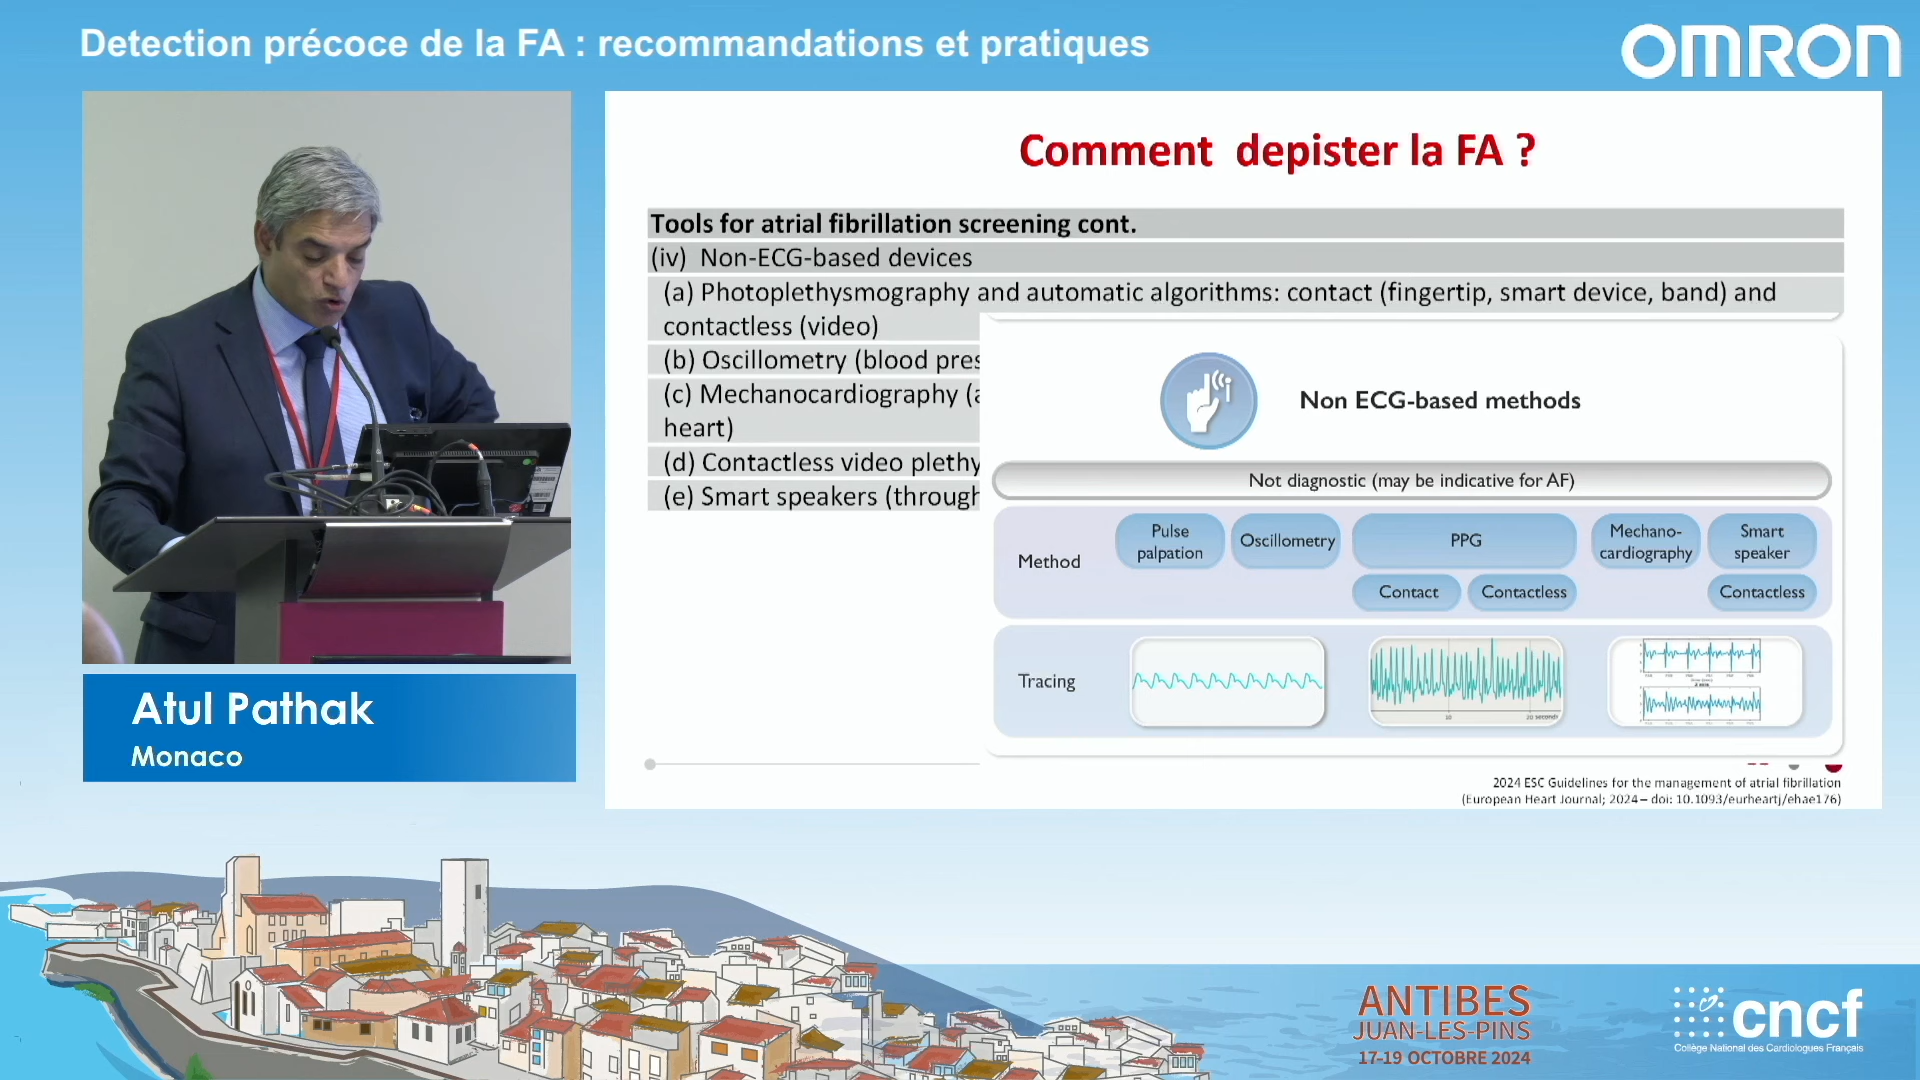 Detection précoce de la FA : recommandations et pratiques
OMRON
Comment depister la FA ?
Tools for atrial fibrillation screening cont.
(iv) Non-ECG-based devices
(a) Photoplethysmography and automatic algorithms: contact (fingertip, smart device, band) and
contactless (video)
(b) Oscillometry (blood
(c) Mechanocardiography
heart)
(d) Contactless video
(e) Smart speakers (through
Non ECG-based methods
Not diagnostic (may be indicative for AF)
Method
Pulse
palpation
Oscillometry
PPG
Mechano-
cardiography
Smart
speaker
Contact
Contactless
Contactless
Tracing
10
20 seconds
2024 ESC Guidelines for the management of atrial fibrillation
(European Heart Journal; 2024 – doi: 10.1093/eurheartj/ehae176)
Atul Pathak
Monaco
ANTIBES
JUAN-LES-PINS
17-19 OCTOBRE 2024
cncf
Collège National des Cardiologues Français